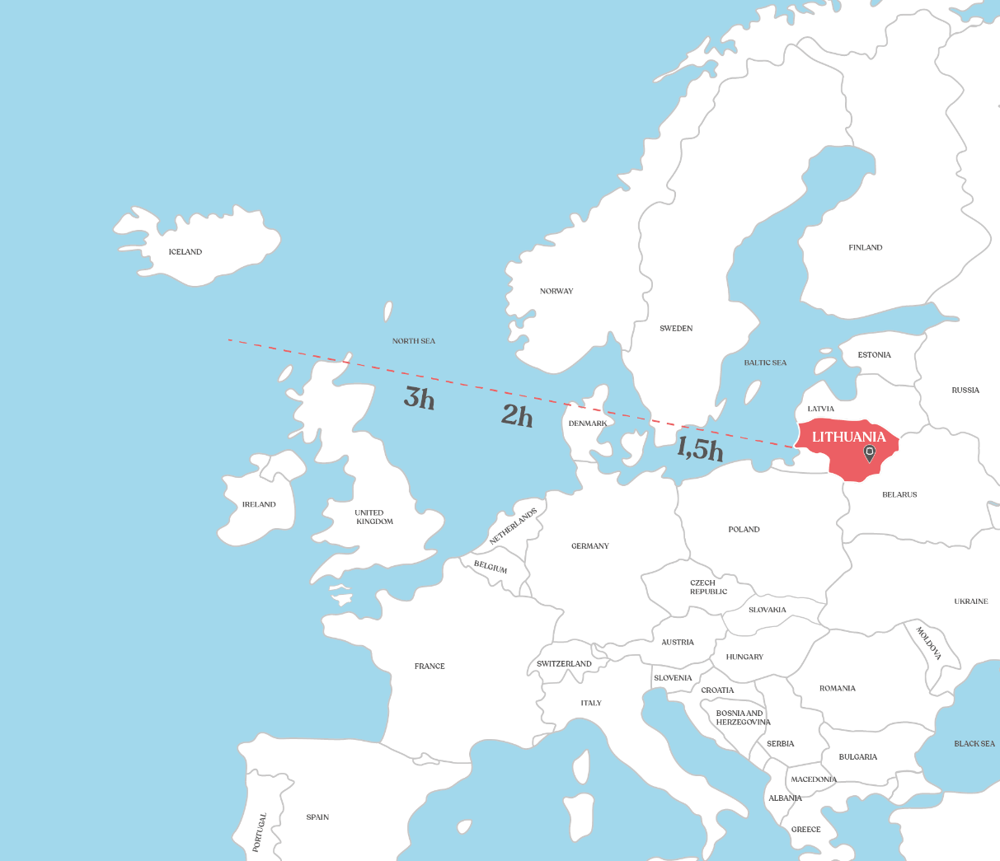 ICELAND
FINLAND
NORWAY
SWEDEN
NORTH SEA
ESTONIA
BALTIC SEA
RUSSIA
3h
LATVIA
2h
DENMARK
LITHUANIA
1,5h
BELARUS
IRELAND
UNITED
KINGDOM
NETHERLANDS
POLAND
GERMANY
BELGIUM
CZECH
REPUBLIC
UKRAINE
SLOVAKIA
AUSTRIA
MOLDOVA
HUNGARY
SWITZERLAND
FRANCE
SLOVENIA
CROATIA
ROMANIA
ITALY
BOSNIA AND
HERZEGOVINA
SERBIA
BLACK SEA
BULGARIA
MACEDONIA
ALBANIA
SPAIN
PORTUGAL
GREECE